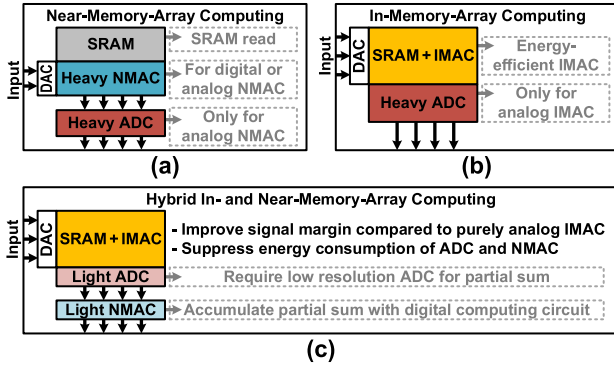 Near-Memory-Array Computing
Input
DAC
SRAM
SRAM read
Heavy NMAC
For digital or
analog NMAC
Heavy ADC
Only for
analog NMAC
(a)
In-Memory-Array Computing
Input
DAC
SRAM + IMAC
Energy-
efficient IMAC
Heavy ADC
Only for
analog IMAC
(b)
Hybrid In- and Near-Memory-Array Computing
Input
DAC
SRAM + IMAC
- Improve signal margin compared to purely analog IMAC
- Suppress energy consumption of ADC and NMAC
Light ADC
Require low resolution ADC for partial sum
Light NMAC
Accumulate partial sum with digital computing circuit
(c)